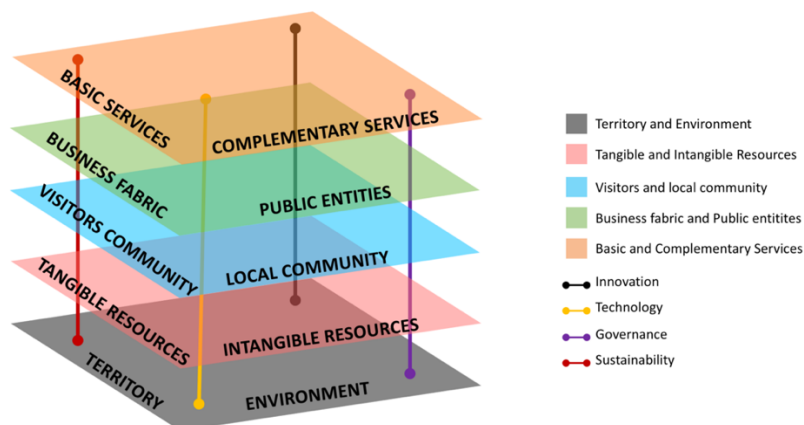 BASIC SERVICES
COMPLEMENTARY SERVICES
BUSINESS FABRIC
PUBLIC ENTITIES
VISITORS COMMUNITY
LOCAL COMMUNITY
TANGIBLE RESOURCES
INTANGIBLE RESOURCES
TERRITORY
ENVIRONMENT
Territory and Environment
Tangible and Intangible Resources
Visitors and local community
Business fabric and Public entitites
Basic and Complementary Services
Innovation
Technology
Governance
Sustainability